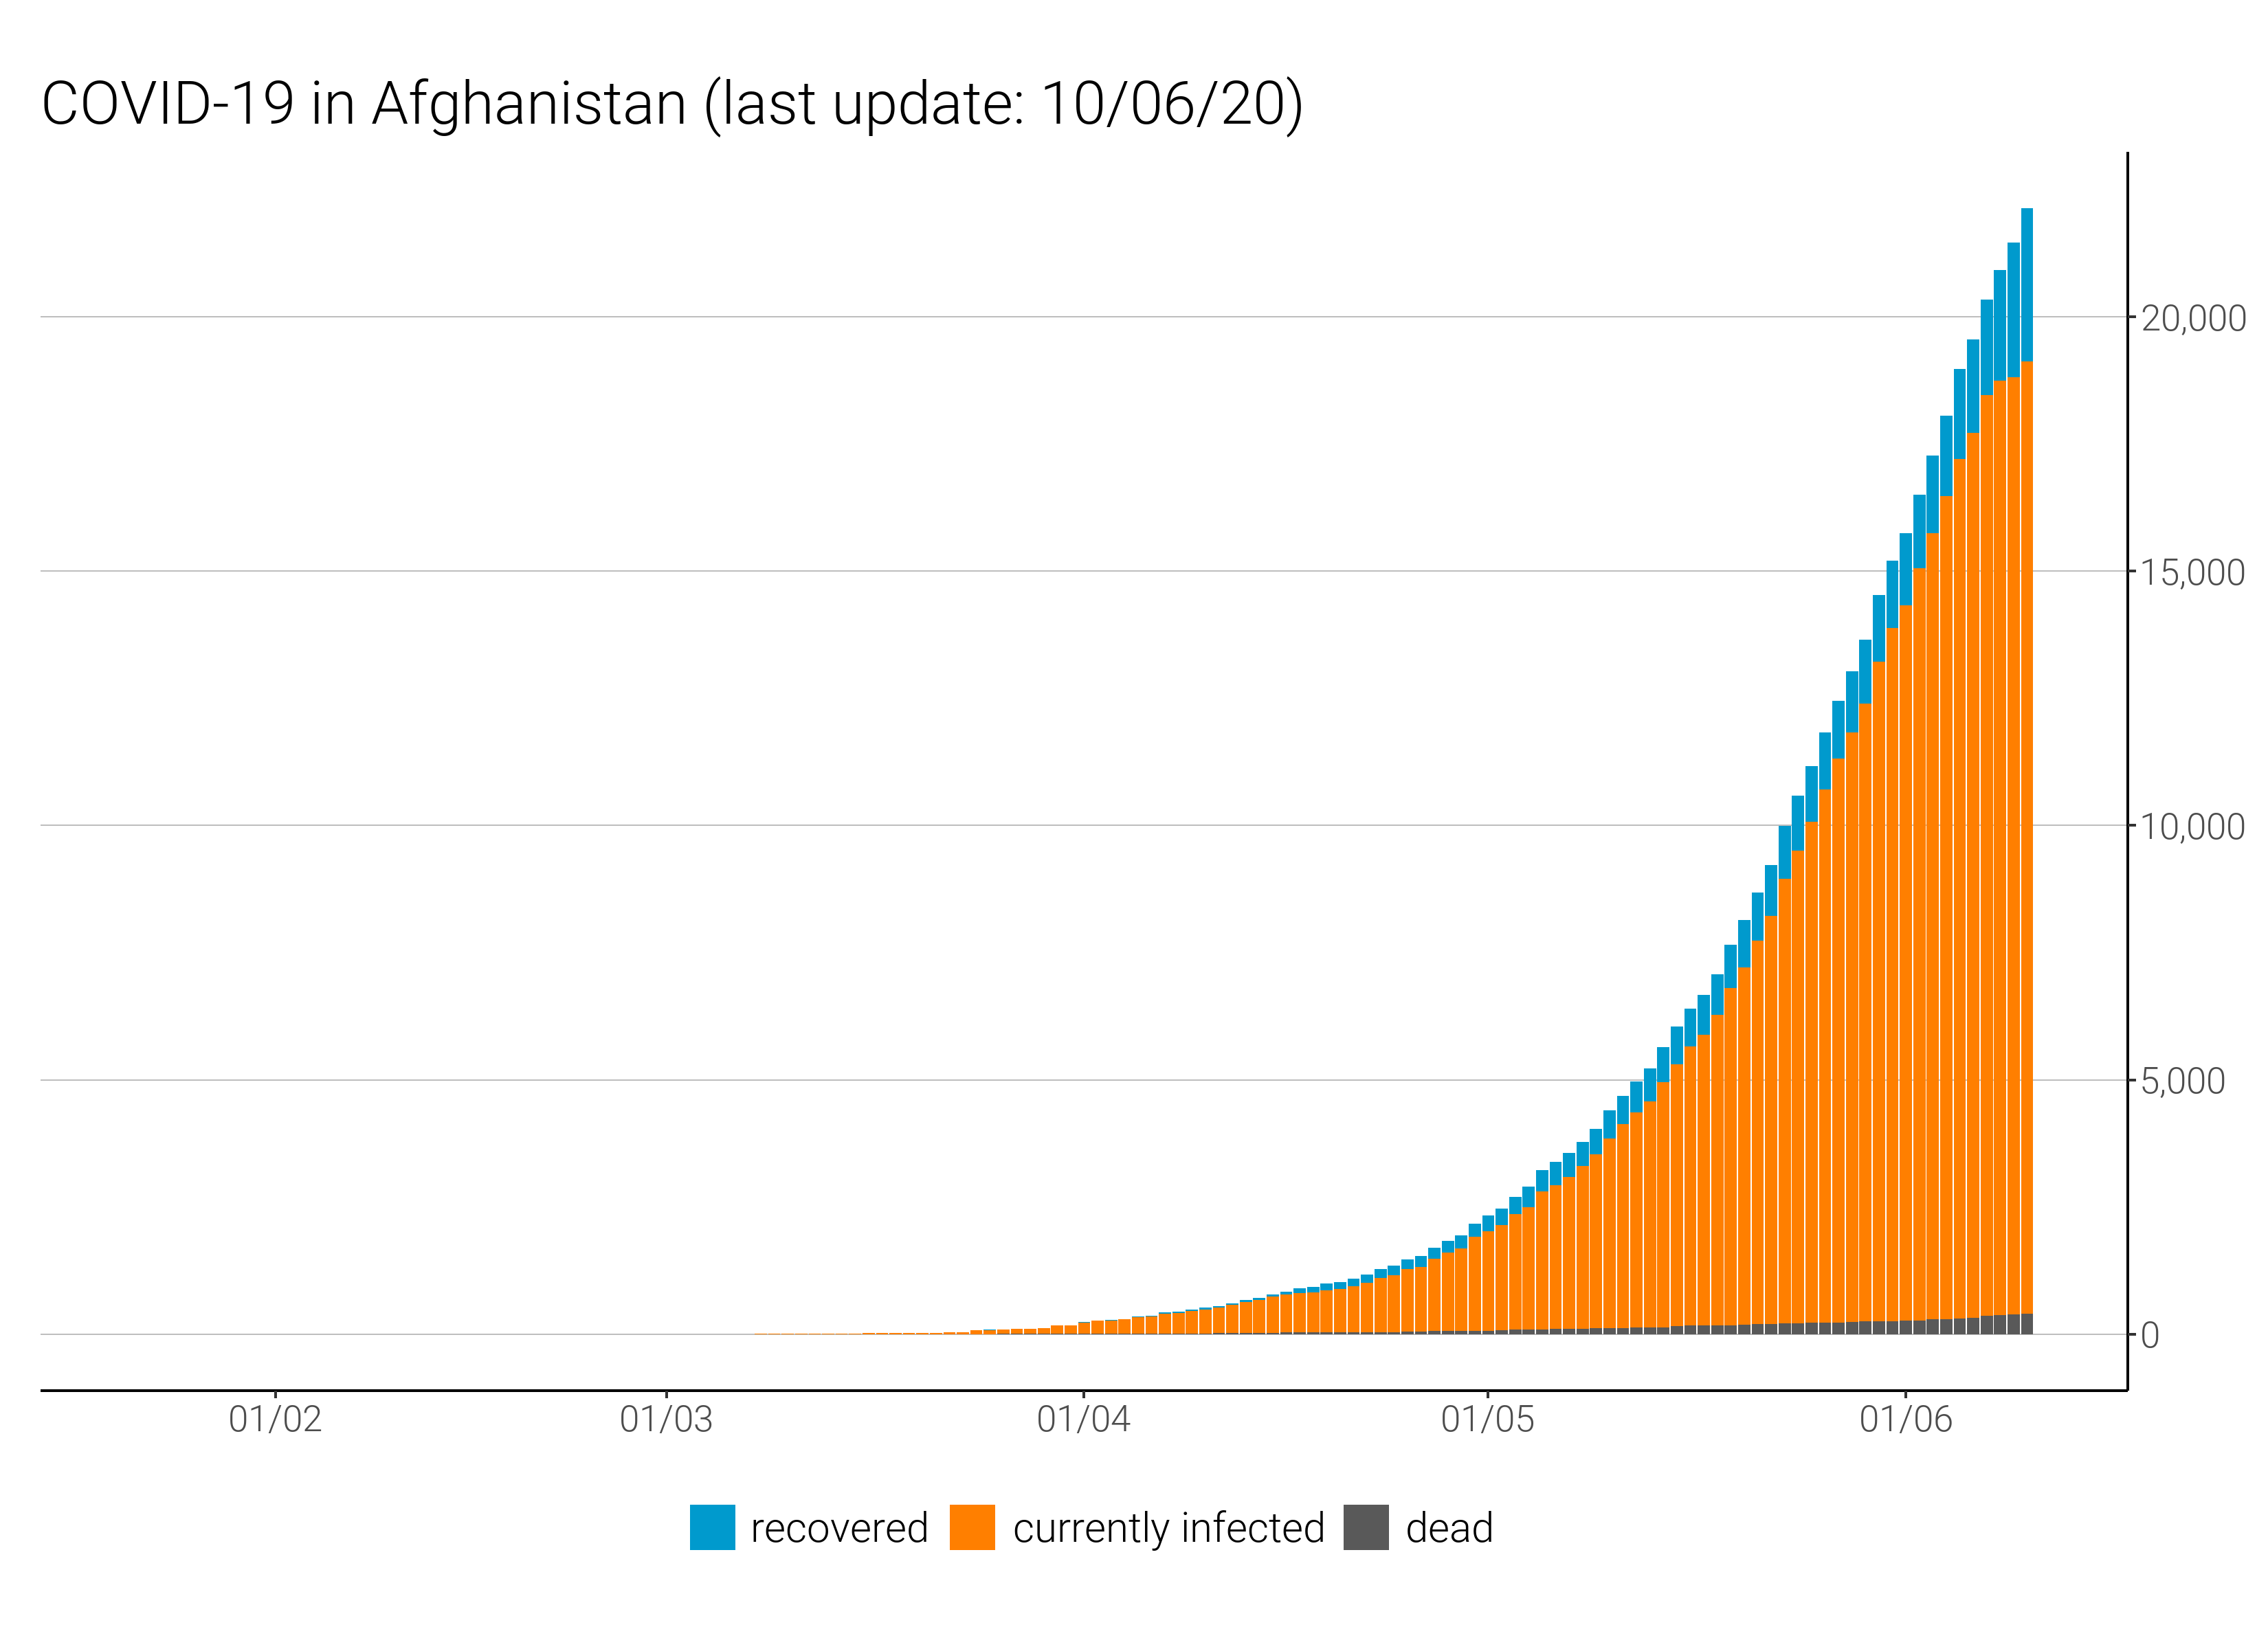 COVID-19 in Afghanistan (last update: 10/06/20)
20,000
15,000
10,000
5,000
0
01/02 01/03 01/04 01/05 01/06
recovered currently infected dead